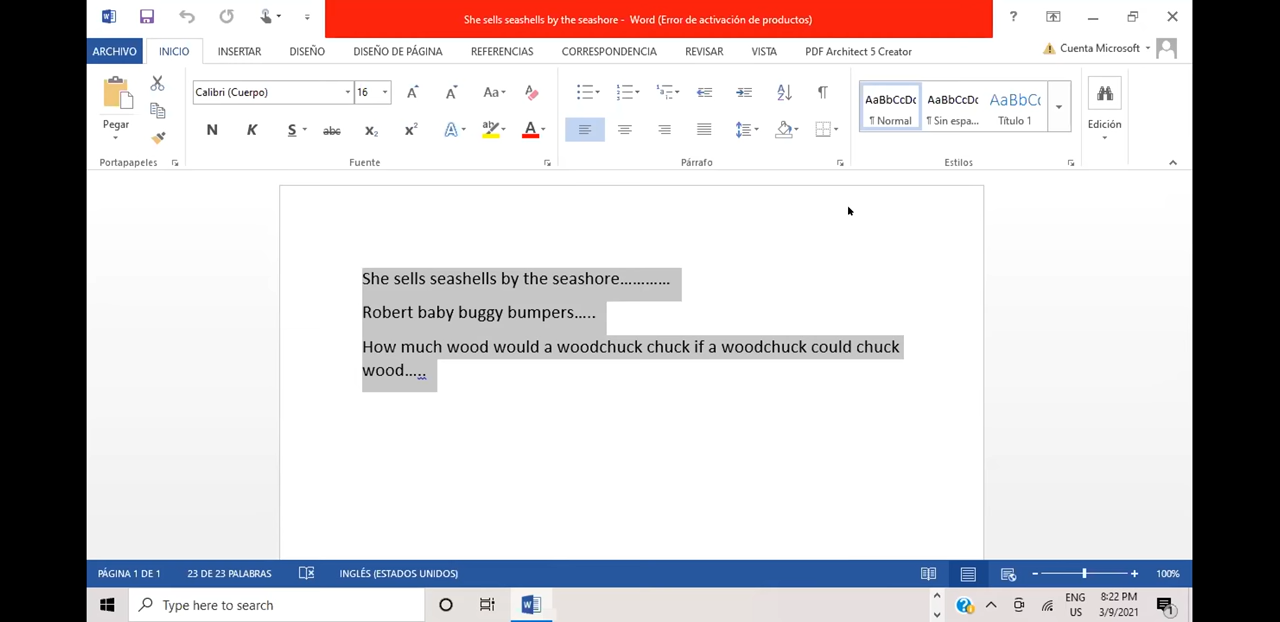 She sells seashells by the seashore - Word (Error de activación de productos)
?
ARCHIVO INICIO INSERTAR DISEÑO DISEÑO DE PÁGINA REFERENCIAS CORRESPONDENCIA REVISAR VISTA PDF Architect 5 Creator Cuenta Microsoft
Calibri (Cuerpo) 16 Aa
AaBbCcDc AaBbCcDc AaBbCc
Pegar N K S abc X₂ X² A aby A ¶ Normal ¶ Sin espa... Título 1 Edición
Portapapeles Fuente Párrafo Estilos
She sells seashells by the seashore…………
Robert baby buggy bumpers…..
How much wood would a woodchuck chuck if a woodchuck could chuck
wood…..
PÁGINA 1 DE 1 23 DE 23 PALABRAS INGLÉS (ESTADOS UNIDOS) 100%
Type here to search ENG US 8:22 PM 3/9/2021 1